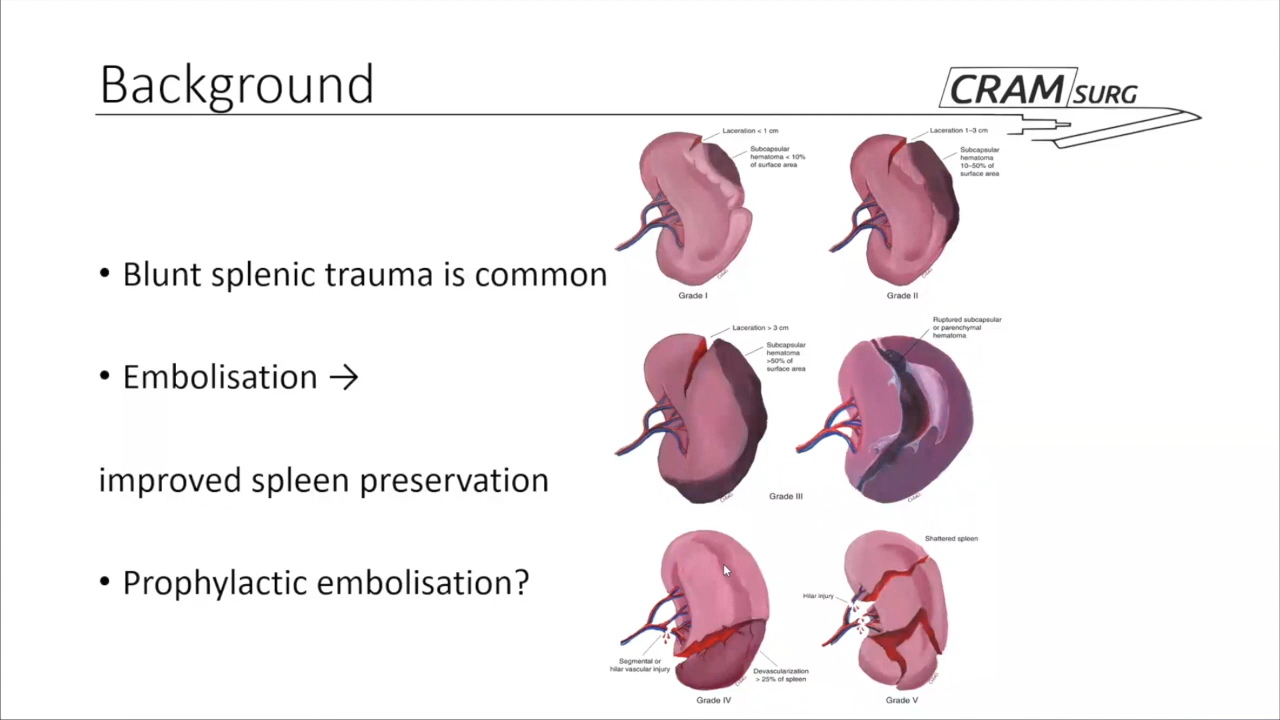 Background
CRAM SURG
• Blunt splenic trauma is common
• Embolisation →
improved spleen preservation
• Prophylactic embolisation?
Laceration < 1 cm
Subcapsular
hematoma < 10%
of surface area
Grade I
Laceration 1–3 cm
Subcapsular
hematoma
10–50% of
surface area
Grade II
Laceration > 3 cm
Subcapsular
hematoma
>50% of
surface area
Ruptured subcapsular
or parenchymal
hematoma
Grade III
Segmental or
hilar vascular injury
Devascularization
> 25% of spleen
Grade IV
Shattered spleen
Hilar injury
Grade V